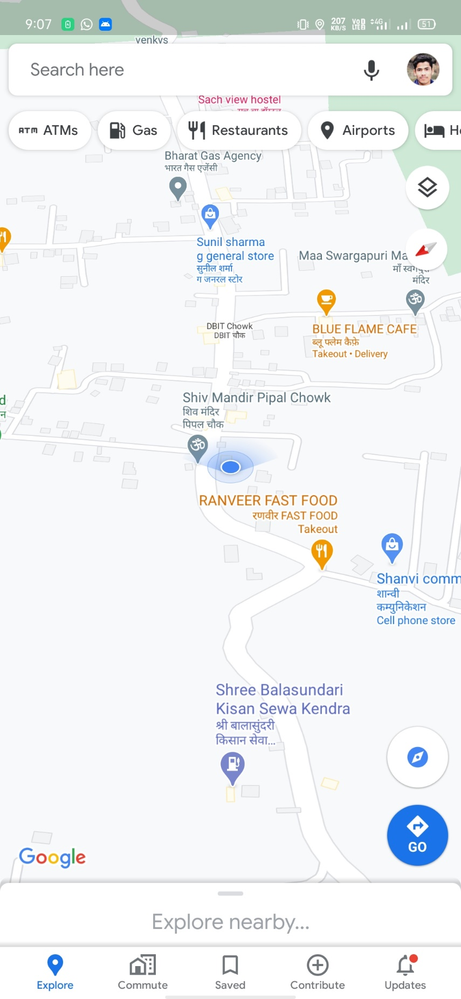 9:07
207
KB/S
VoD
LTE2
4G
51
venkys
Search here
Sach view hostel
ATM ATMs
Gas
Restaurants
Airports
Bharat Gas Agency
भारत गैस एजेंसी
Sunil sharma
g general store
सुनील शर्मा
ग जनरल स्टोर
Maa Swargapuri Ma
माँ स्वर्गापुरी
मंदिर
DBIT Chowk
DBIT चौक
BLUE FLAME CAFE
ब्लू फ्लेम कैफ़े
Takeout • Delivery
d
न
Shiv Mandir Pipal Chowk
शिव मंदिर
पिपल चौक
ॐ
RANVEER FAST FOOD
रणवीर FAST FOOD
Takeout
Shanvi comm
शान्वी
कम्युनिकेशन
Cell phone store
Shree Balasundari
Kisan Sewa Kendra
श्री बालासुंदरी
किसान सेवा...
GO
Google
Explore nearby...
Explore
Commute
Saved
Contribute
Updates